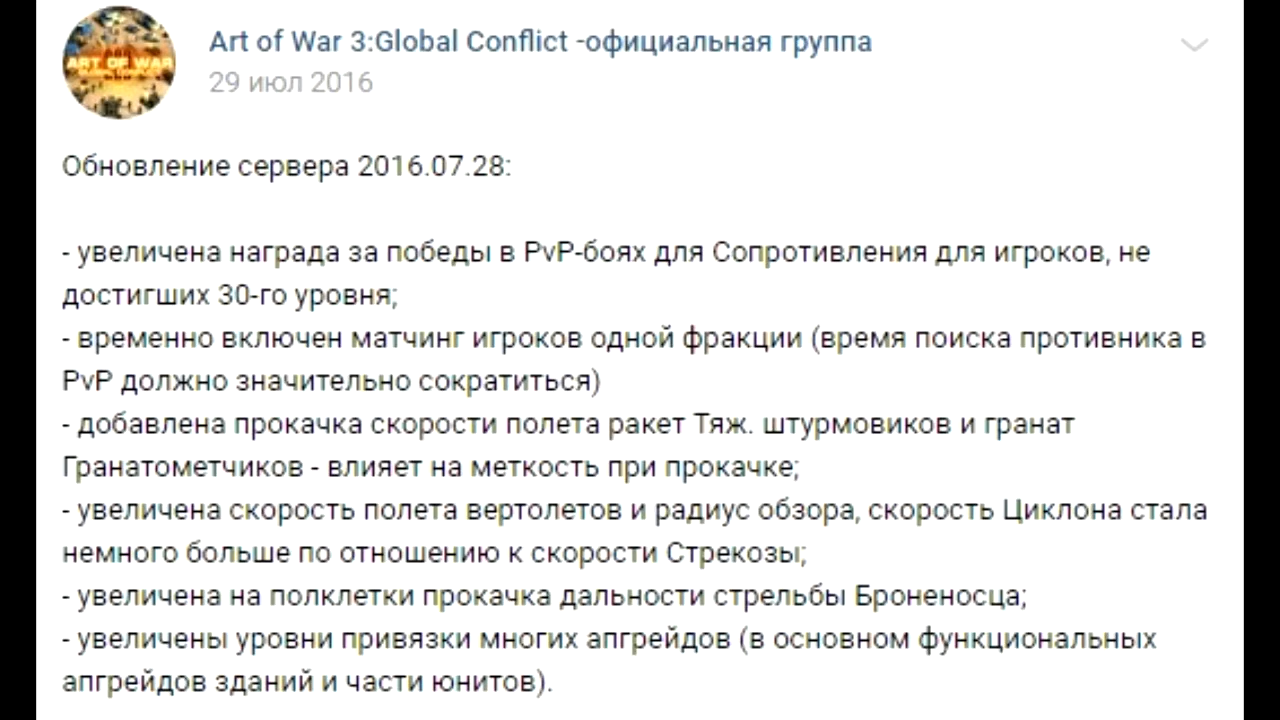 ART OF WAR
Art of War 3:Global Conflict -официальная группа
29 июл 2016
Обновление сервера 2016.07.28:
- увеличена награда за победы в PvP-боях для Сопротивления для игроков, не
достигших 30-го уровня;
- временно включен матчинг игроков одной фракции (время поиска противника в
PvP должно значительно сократиться)
- добавлена прокачка скорости полета ракет Тяж. штурмовиков и гранат
Гранатометчиков - влияет на меткость при прокачке;
- увеличена скорость полета вертолетов и радиус обзора, скорость Циклона стала
немного больше по отношению к скорости Стрекозы;
- увеличена на полклетки прокачка дальности стрельбы Броненосца;
- увеличены уровни привязки многих апгрейдов (в основном функциональных
апгрейдов зданий и части юнитов).